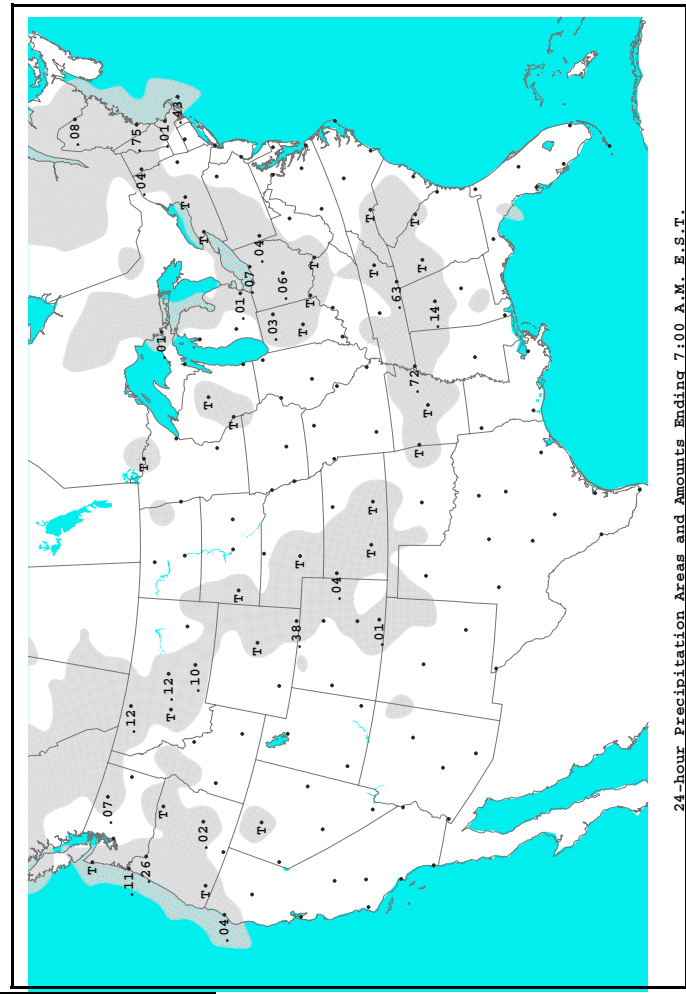 .08
T
.07
.11
.12
.75
.04
T
.26
.01
T
.01
.12
T
.43
T
.10
.02
T
T
T
.04
T
T
.01
.07
T
.04
T
.03
.06
.38
T
T
T
T
.04
T
T
T
T
.01
.63
.72
T
T
T
T
.14
24-hour Precipitation Areas and Amounts Ending 7:00 A.M. E.S.T.